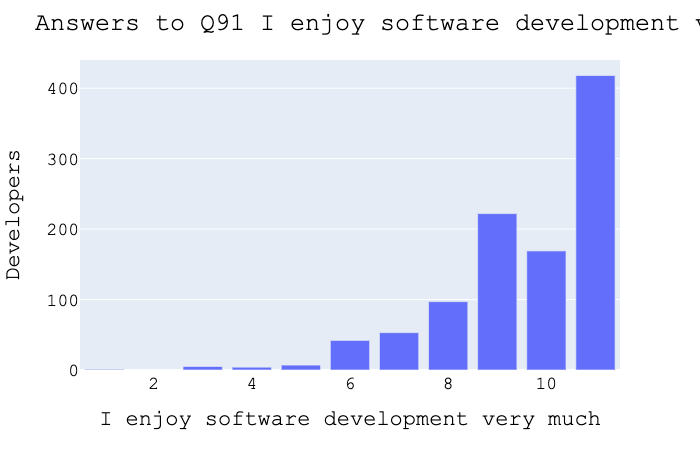 Answers to Q91 I enjoy software development
400
300
200
100
0
Developers
2 4 6 8 10
I enjoy software development very much